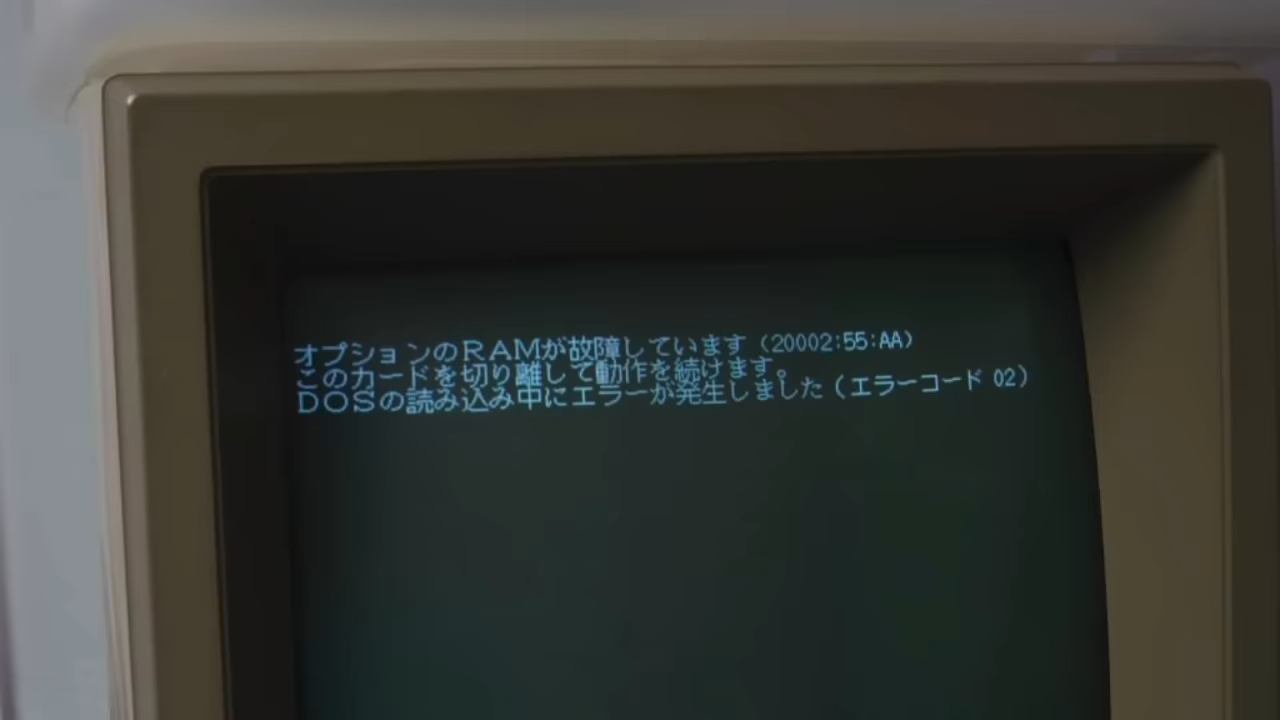 オプションのRAMが故障しています(20002:55:AA)
このカードを切り離して動作を続けます。
DOSの読み込み中にエラーが発生しました(エラーコード 02)